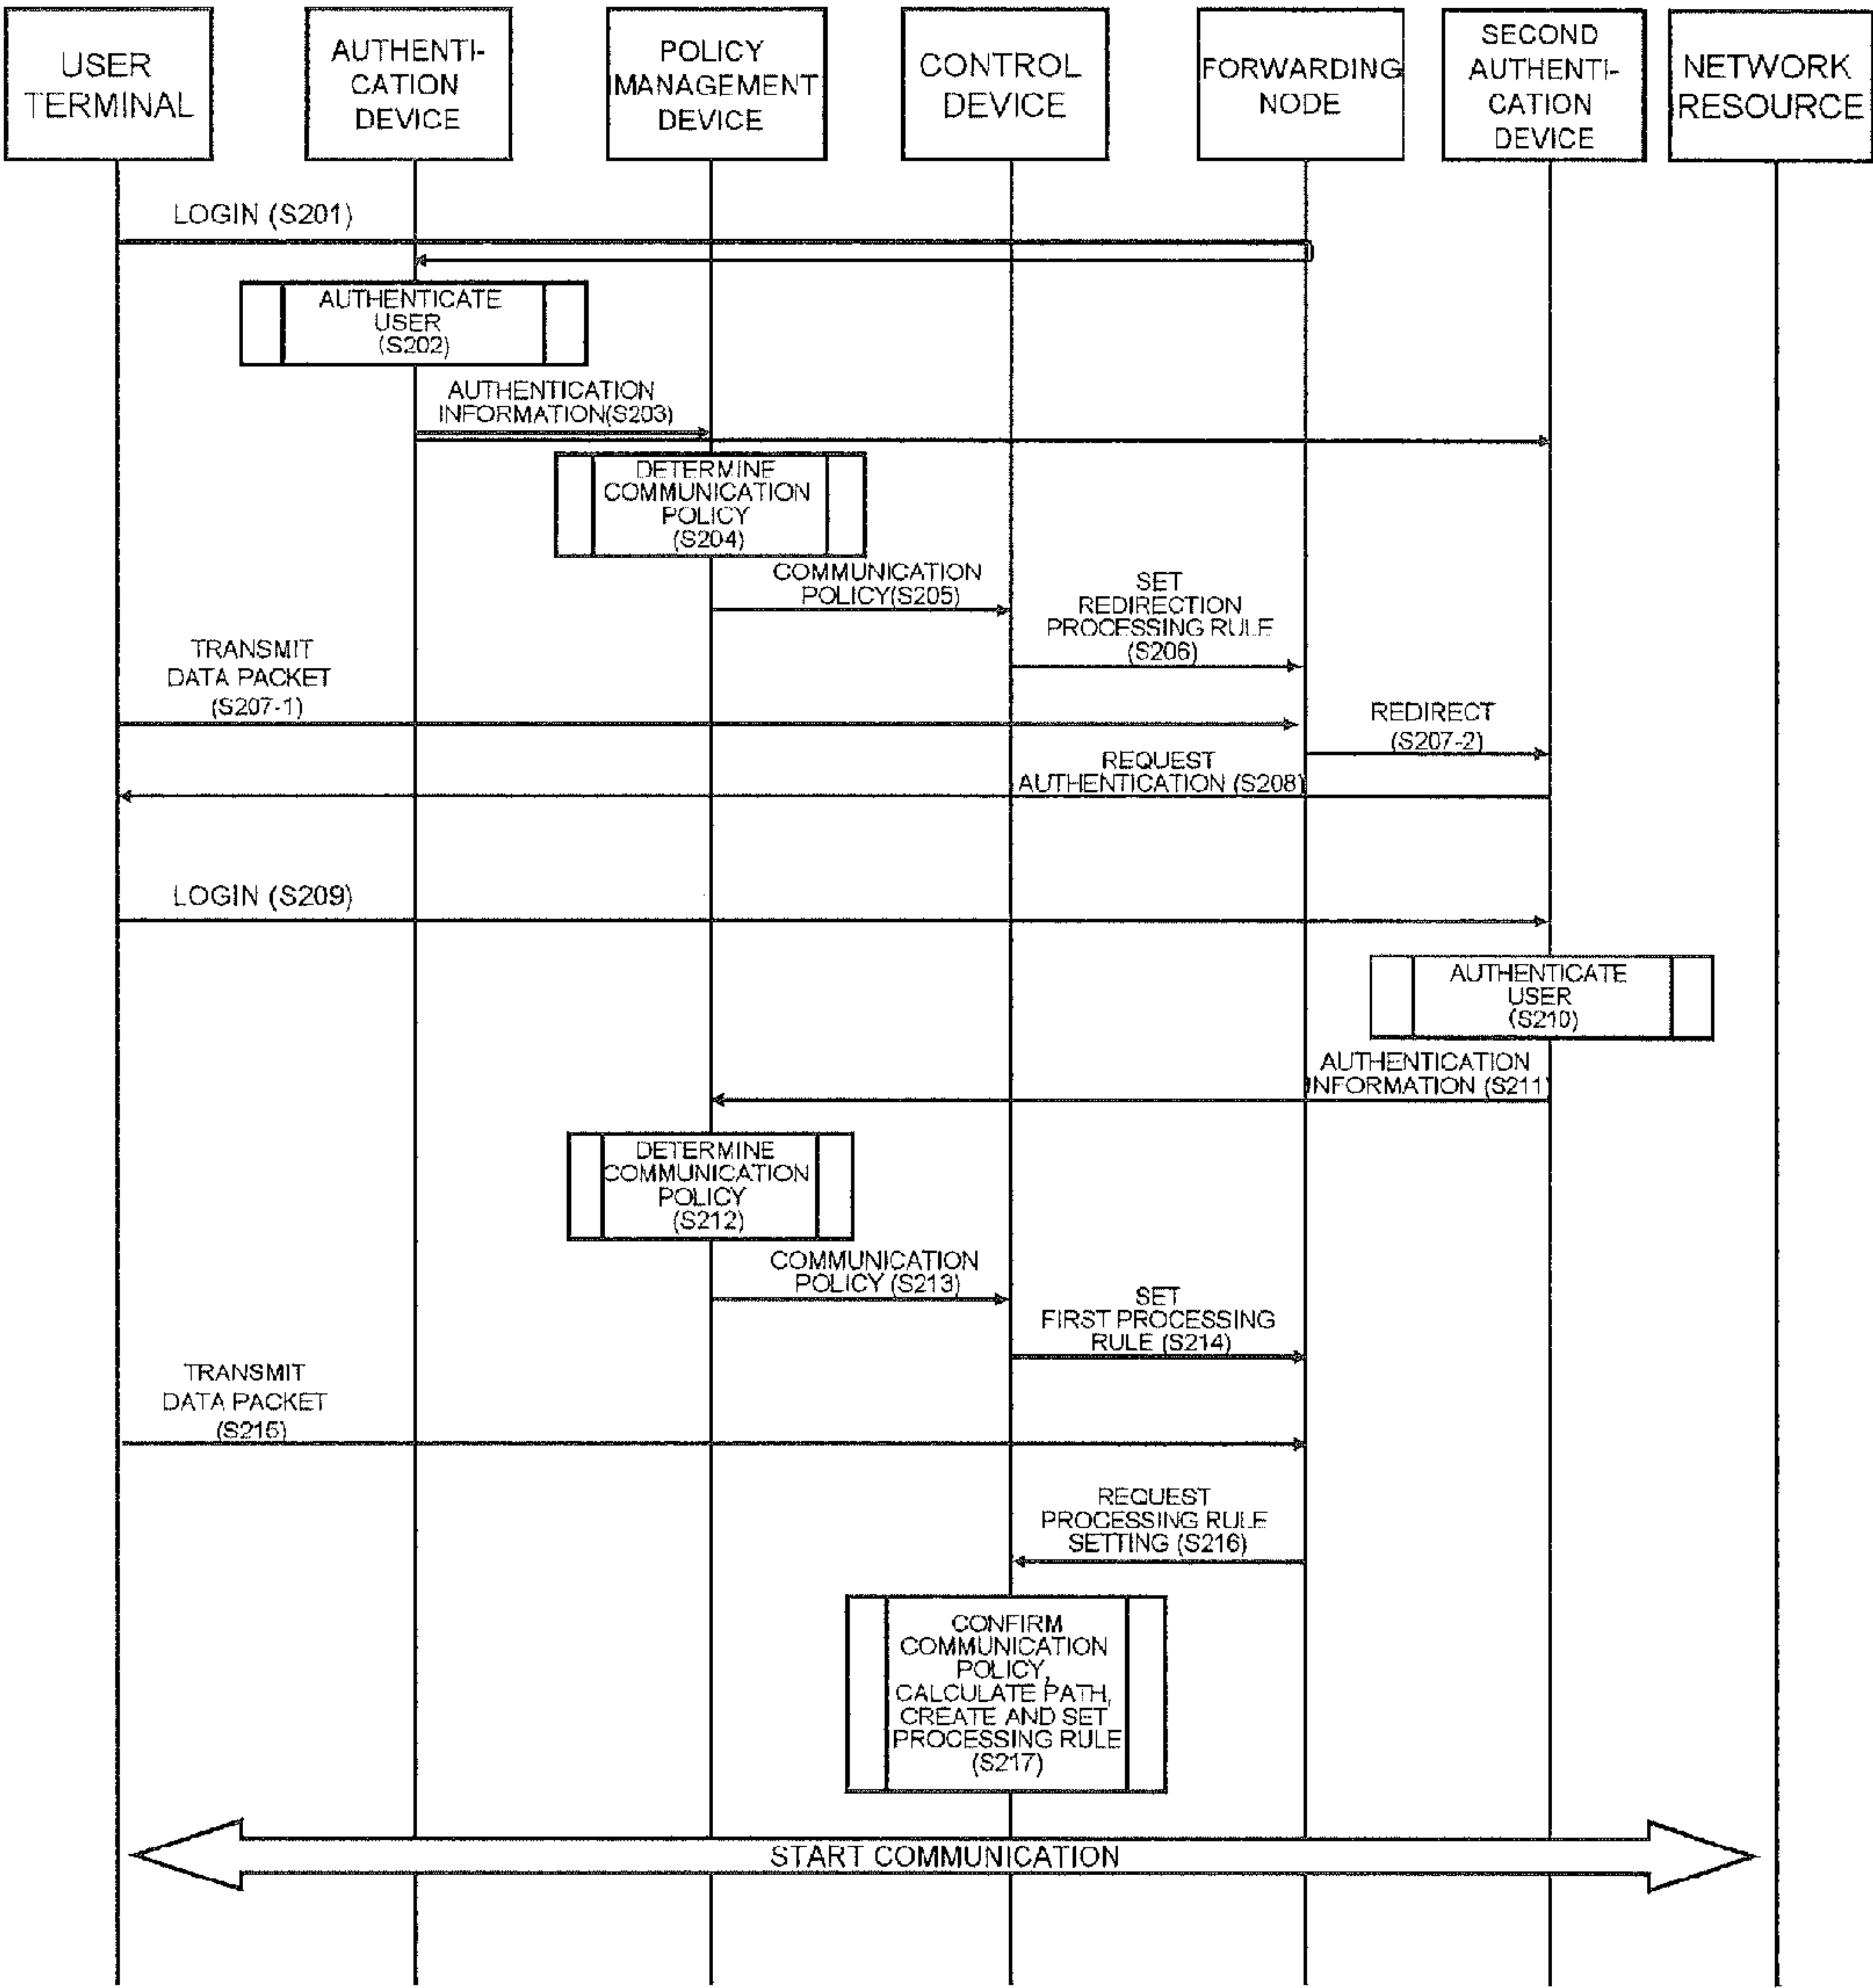 USER
TERMINAL
AUTHENTI-
CATION
DEVICE
POLICY
MANAGEMENT
DEVICE
CONTROL
DEVICE
FORWARDING
NODE
SECOND
AUTHENTI-
CATION
DEVICE
NETWORK
RESOURCE
LOGIN (S201)
AUTHENTICATE
USER
(S202)
AUTHENTICATION
INFORMATION(S203)
DETERMINE
COMMUNICATION
POLICY
(S204)
COMMUNICATION
POLICY(S205)
SET
REDIRECTION
PROCESSING RULE
(S206)
TRANSMIT
DATA PACKET
(S207-1)
REDIRECT
(S207-2)
REQUEST
AUTHENTICATION (S208)
LOGIN (S209)
AUTHENTICATE
USER
(S210)
AUTHENTICATION
INFORMATION (S211)
DETERMINE
COMMUNICATION
POLICY
(S212)
COMMUNICATION
POLICY (S213)
SET
FIRST PROCESSING
RULE (S214)
TRANSMIT
DATA PACKET
(S215)
REQUEST
PROCESSING RULE
SETTING (S216)
CONFIRM
COMMUNICATION
POLICY,
CALCULATE PATH,
CREATE AND SET
PROCESSING RULE
(S217)
START COMMUNICATION